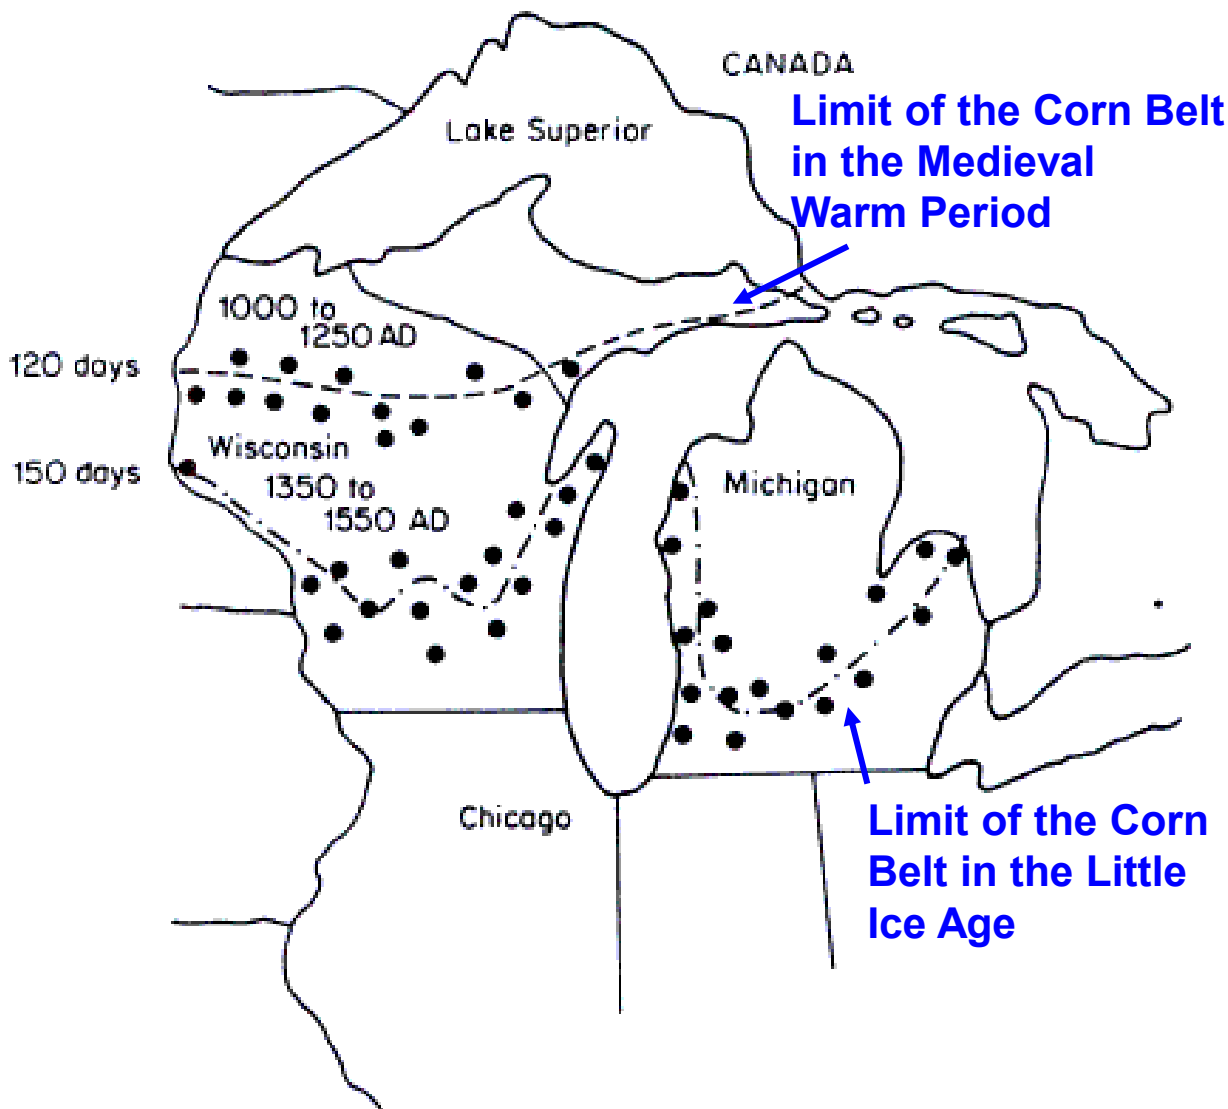 CANADA
Limit of the Corn Belt
in the Medieval
Warm Period
Lake Superior
1000 to
1250 AD
120 days
Wisconsin
150 days
1350 to
1550 AD
Michigan
Chicago
Limit of the Corn
Belt in the Little
Ice Age